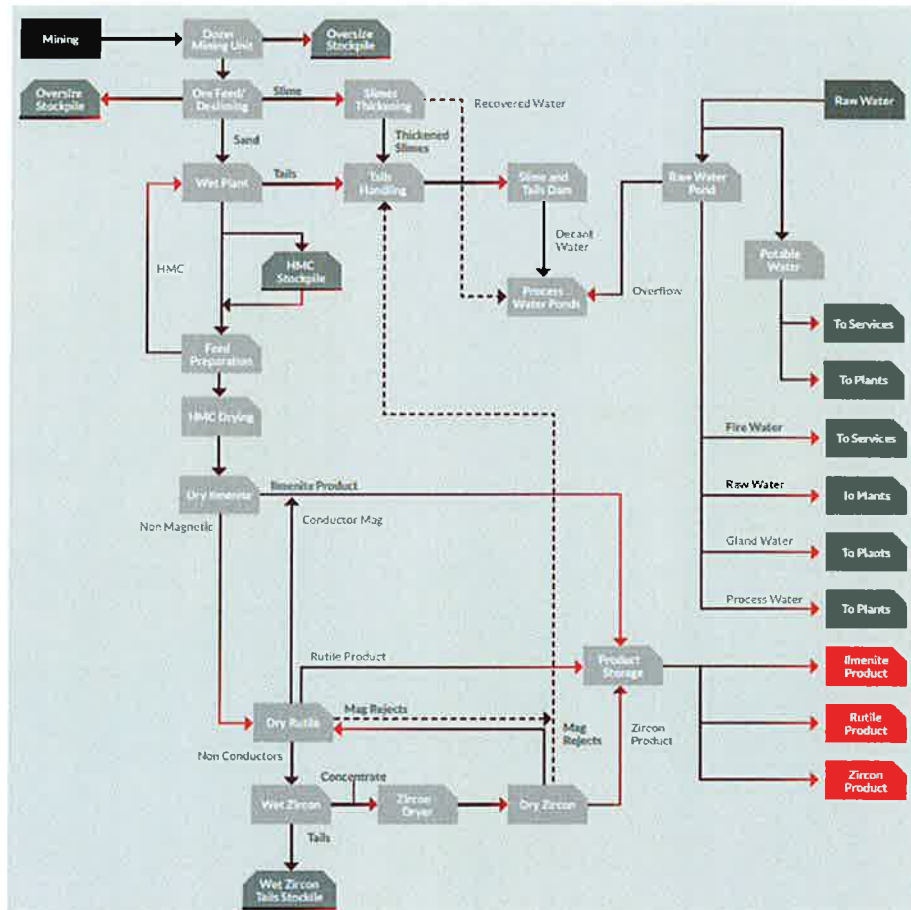 Mining
Dozer
Mining Unit
Oversize
Stockpile
Oversize
Stockpile
Ore Feed/
Desliming
Slime
Slimes
Thickening
Recovered Water
Raw Water
Sand
Thickened
Slimes
Wet Plant
Tails
Tails
Handling
Slime and
Tails Dam
Raw Water
Pond
HMC
HMC
Stockpile
Decant
Water
Process
Water Ponds
Overflow
Potable
Water
To Services
Feed
Preparation
To Plants
HMC Drying
Fire Water
To Services
Dry Ilmenite
Ilmenite Product
Raw Water
To Plants
Non Magnetic
Conductor Mag
Gland Water
To Plants
Process Water
To Plants
Rutile Product
Product
Storage
Ilmenite
Product
Dry Rutile
Mag Rejects
Mag
Rejects
Zircon
Product
Rutile
Product
Non Conductors
Concentrate
Zircon
Product
Wet Zircon
Zircon
Dryer
Dry Zircon
Tails
Wet Zircon
Tails Stockile